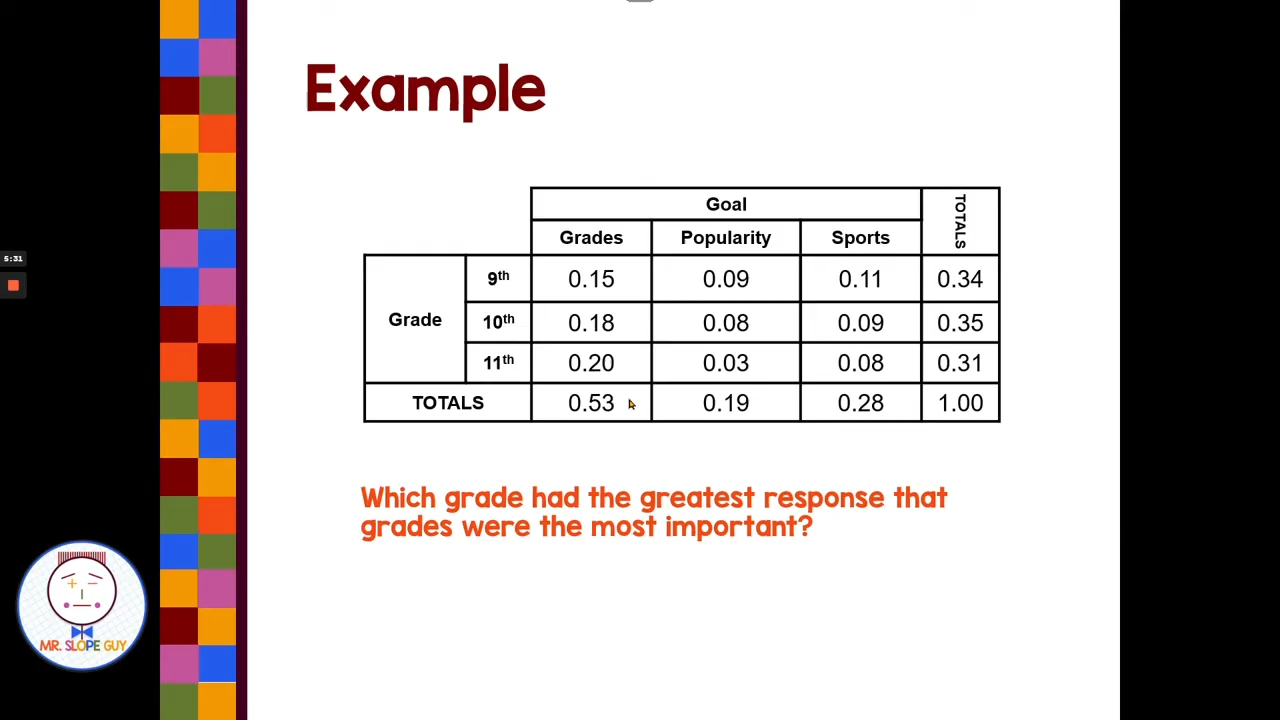 Example
Goal
TOTALS
Grades Popularity Sports
Grade
9th 0.15 0.09 0.11 0.34
10th 0.18 0.08 0.09 0.35
11th 0.20 0.03 0.08 0.31
TOTALS 0.53 0.19 0.28 1.00
Which grade had the greatest response that
grades were the most important?
5:31
MR. SLOPE GUY